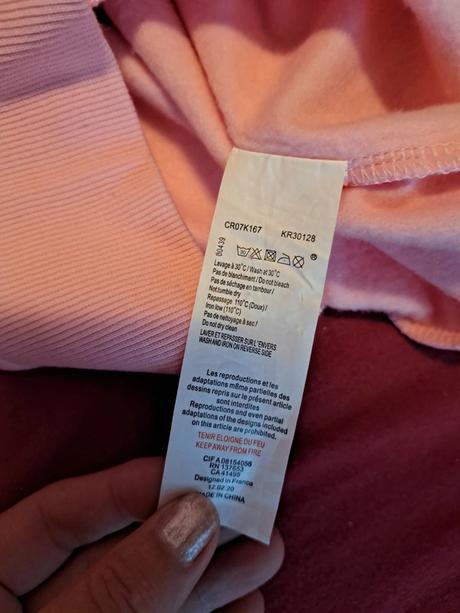 CR07K167 KR30128
00439
30 ®
Lavage à 30°C / Wash at 30°C
Pas de blanchiment / Do not bleach
Pas de séchage en tambour /
Not tumble dry
Repassage 110°C (Doux) /
Iron low (110°C)
Pas de nettoyage à sec /
Do not dry clean
LAVER ET REPASSER SUR L'ENVERS
WASH AND IRON ON REVERSE SIDE
Les reproductions et les
adaptations même partielles des
dessins repris sur le présent article
sont interdites
Reproductions and even partial
adaptations of the designs included
on this article are prohibited.
TENIR ELOIGNE DU FEU
KEEP AWAY FROM FIRE
CIF A 08154056
RN 137653
CA 41495
Designed in France
12.02.20
MADE IN CHINA